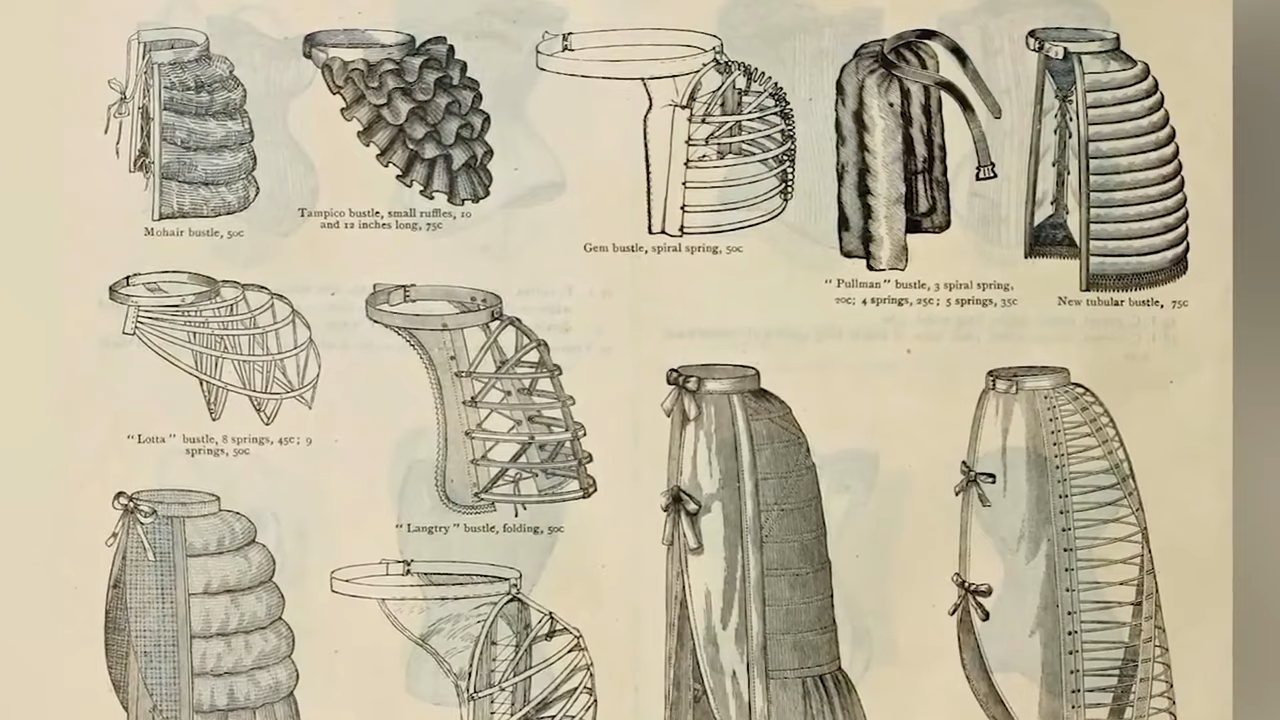 Mohair bustle, 50c
Tampico bustle, small ruffles, 10
and 12 inches long, 75c
Gem bustle, spiral spring, 50c
"Pullman" bustle, 3 spiral spring,
20c; 4 springs, 25c; 5 springs, 35c
New tubular bustle, 75c
"Lotta" bustle, 8 springs, 45c; 9
springs, 50c
"Langtry" bustle, folding, 50c